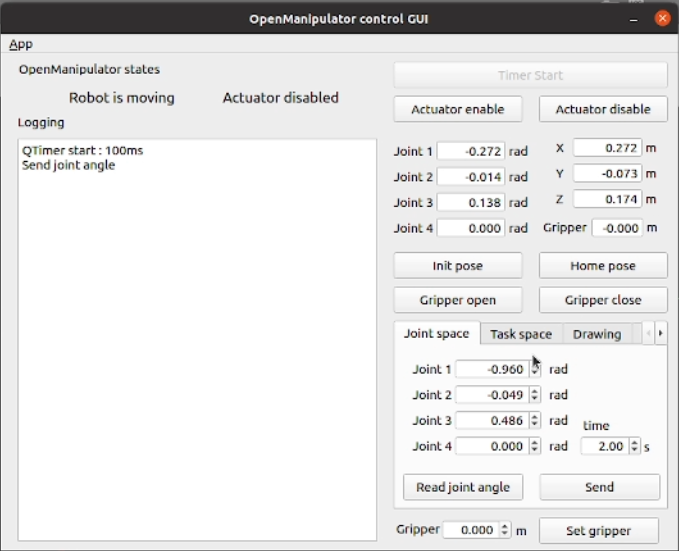 OpenManipulator control GUI
App
OpenManipulator states
Robot is moving Actuator disabled
Logging
QTimer start : 100ms
Send joint angle
Timer Start
Actuator enable Actuator disable
Joint 1 -0.272 rad X 0.272 m
Joint 2 -0.014 rad Y -0.073 m
Joint 3 0.138 rad Z 0.174 m
Joint 4 0.000 rad Gripper -0.000 m
Init pose Home pose
Gripper open Gripper close
Joint space Task space Drawing
Joint 1 -0.960 rad
Joint 2 -0.049 rad
Joint 3 0.486 rad time
Joint 4 0.000 rad 2.00 s
Read joint angle Send
Gripper 0.000 m Set gripper